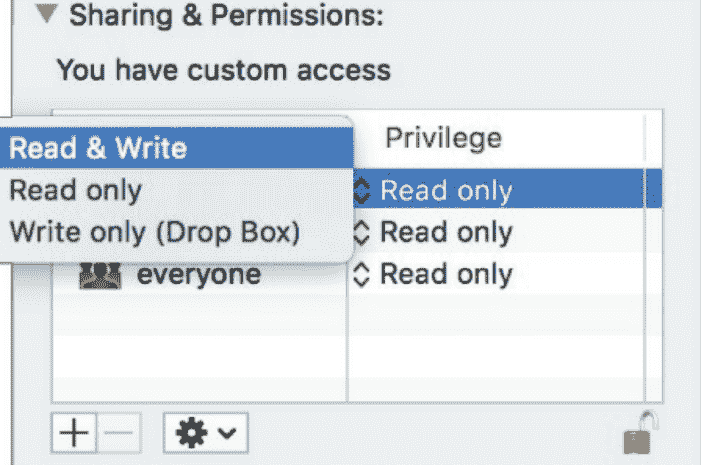 Sharing & Permissions:
You have custom access
Privilege
Read & Write
Read only
Write only (Drop Box)
Read only
Read only
everyone Read only